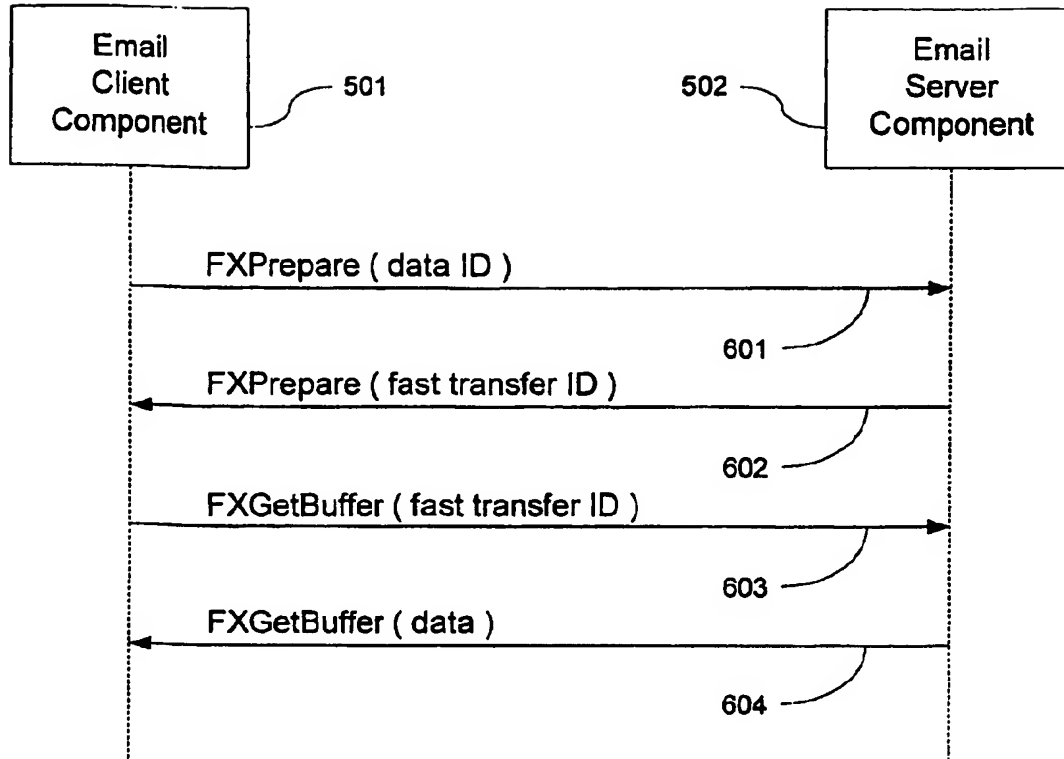 Email
Client
Component
501
502
Email
Server
Component
FXPrepare ( data ID )
601
FXPrepare ( fast transfer ID )
602
FXGetBuffer ( fast transfer ID )
603
FXGetBuffer ( data )
604